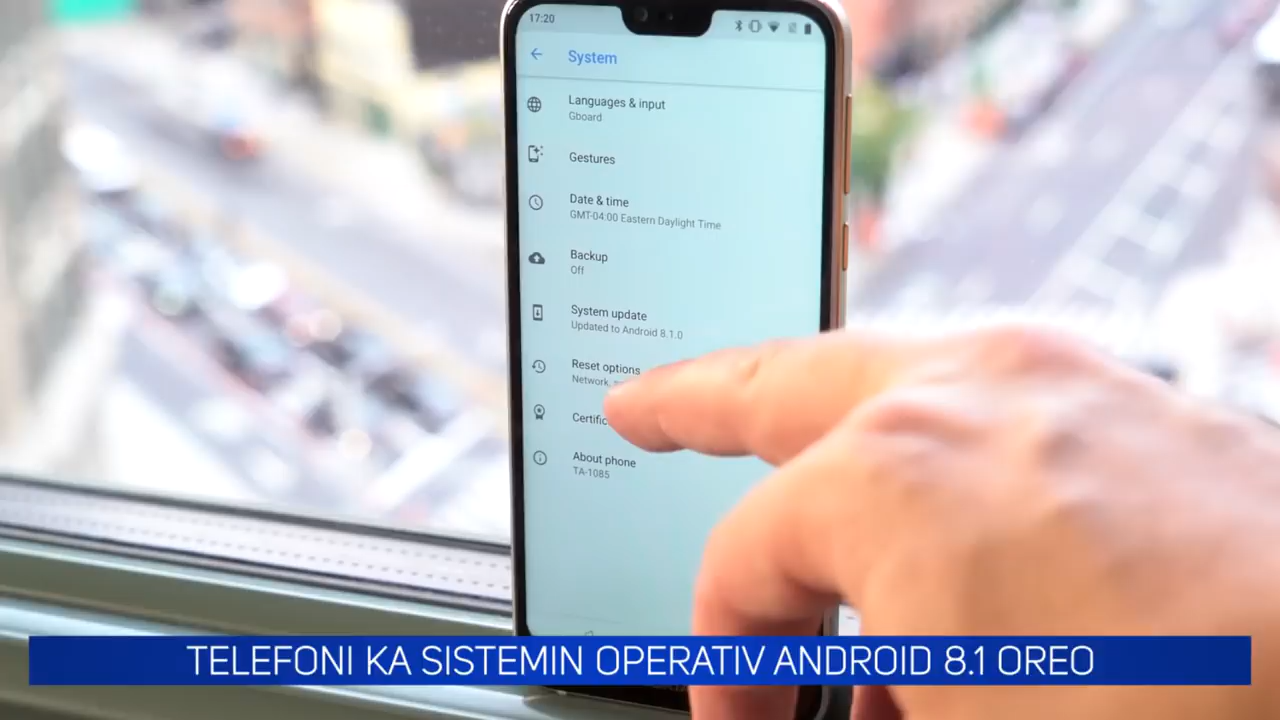 17:20
System
Languages & input
Gboard
Gestures
Date & time
GMT-04:00 Eastern Daylight Time
Backup
Off
System update
Updated to Android 8.1.0
Reset options
Network,
Certific
About phone
TA-1085
TELEFONI KA SISTEMIN OPERATIV ANDROID 8.1 OREO